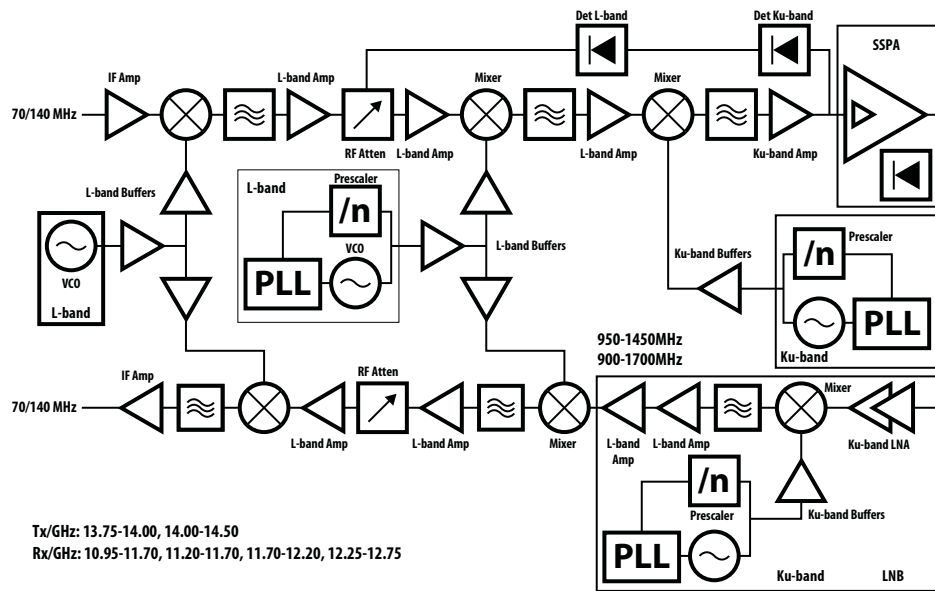 Det L-band
Det Ku-band
SSPA
IF Amp
L-band Amp
Mixer
Mixer
70/140 MHz
RF Atten
L-band Amp
L-band Amp
Ku-band Amp
L-band Buffers
L-band
Prescaler
/n
VCO
PLL
L-band Buffers
VCO
L-band
Ku-band Buffers
Prescaler
/n
PLL
Ku-band
950-1450MHz
900-1700MHz
IF Amp
RF Atten
Mixer
70/140 MHz
L-band Amp
L-band Amp
Mixer
L-band
Amp
L-band Amp
Ku-band LNA
/n
Prescaler
Ku-band Buffers
PLL
Ku-band
LNB
Tx/GHz: 13.75-14.00, 14.00-14.50
Rx/GHz: 10.95-11.70, 11.20-11.70, 11.70-12.20, 12.25-12.75